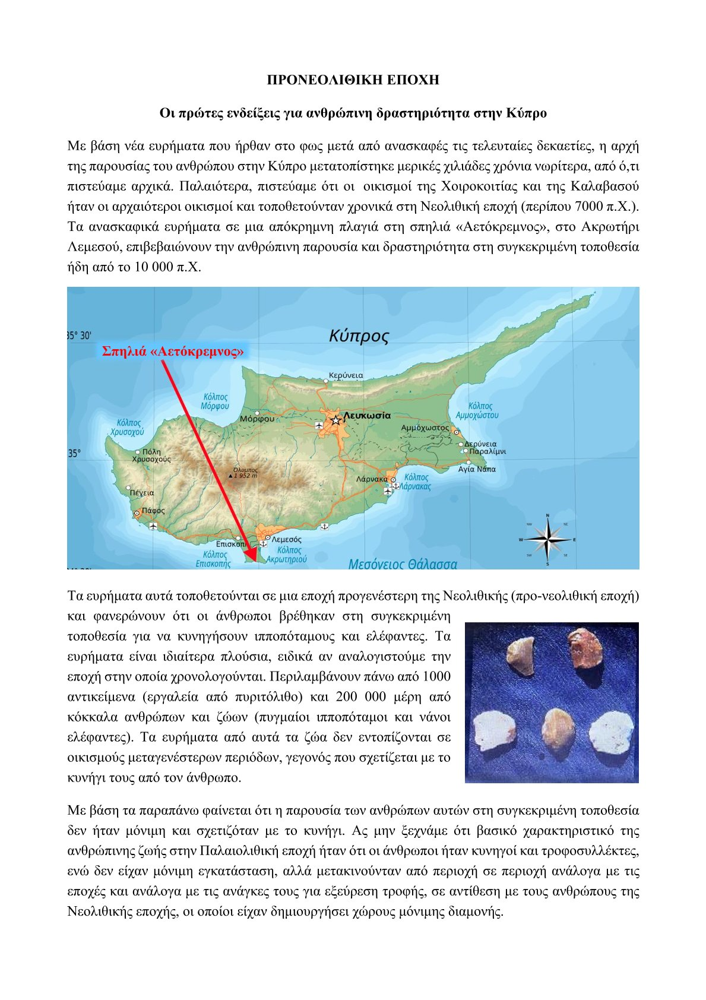 ΠΡΟΝΕΟΛΙΘΙΚΗ ΕΠΟΧΗ
Οι πρώτες ενδείξεις για ανθρώπινη δραστηριότητα στην Κύπρο
Με βάση νέα ευρήματα που ήρθαν στο φως μετά από ανασκαφές τις τελευταίες δεκαετίες, η αρχή
της παρουσίας του ανθρώπου στην Κύπρο μετατοπίστηκε μερικές χιλιάδες χρόνια νωρίτερα, από ό,τι
πιστεύαμε αρχικά. Παλαιότερα, πιστεύαμε ότι οι οικισμοί της Χοιροκοιτίας και της Καλαβασού
ήταν οι αρχαιότεροι οικισμοί και τοποθετούνταν χρονικά στη Νεολιθική εποχή (περίπου 7000 π.Χ.).
Τα ανασκαφικά ευρήματα σε μια απόκρημνη πλαγιά στη σπηλιά «Αετόκρεμνος», στο Ακρωτήρι
Λεμεσού, επιβεβαιώνουν την ανθρώπινη παρουσία και δραστηριότητα στη συγκεκριμένη τοποθεσία
ήδη από το 10 000 π.Χ.
35° 30'
Κύπρος
Σπηλιά «Αετόκρεμνος»
Κερύνεια
Κόλπος
Μόρφου
Κόλπος
Αμμοχώστου
Μόρφου
Λευκωσία
Κόλπος
Χρυσοχού
Αμμόχωστος
Δερύνεια
Παραλίμνι
35°
Πόλη
Χρυσοχούς
Αγία Νάπα
Όλυμπος
1 952 m
Λάρνακα
Κόλπος
Λάρνακας
Πέγεια
Πάφος
N
NW
NE
W
E
SW
SE
S
Επισκοπή
Λεμεσός
Κόλπος
Επισκοπής
Κόλπος
Ακρωτηριού
Μεσόγειος Θάλασσα
Τα ευρήματα αυτά τοποθετούνται σε μια εποχή προγενέστερη της Νεολιθικής (προ-νεολιθική εποχή)
και φανερώνουν ότι οι άνθρωποι βρέθηκαν στη συγκεκριμένη
τοποθεσία για να κυνηγήσουν ιπποπόταμους και ελέφαντες. Τα
ευρήματα είναι ιδιαίτερα πλούσια, ειδικά αν αναλογιστούμε την
εποχή στην οποία χρονολογούνται. Περιλαμβάνουν πάνω από 1000
αντικείμενα (εργαλεία από πυριτόλιθο) και 200 000 μέρη από
κόκκαλα ανθρώπων και ζώων (πυγμαίοι ιπποπόταμοι και νάνοι
ελέφαντες). Τα ευρήματα από αυτά τα ζώα δεν εντοπίζονται σε
οικισμούς μεταγενέστερων περιόδων, γεγονός που σχετίζεται με το
κυνήγι τους από τον άνθρωπο.
Με βάση τα παραπάνω φαίνεται ότι η παρουσία των ανθρώπων αυτών στη συγκεκριμένη τοποθεσία
δεν ήταν μόνιμη και σχετιζόταν με το κυνήγι. Ας μην ξεχνάμε ότι βασικό χαρακτηριστικό της
ανθρώπινης ζωής στην Παλαιολιθική εποχή ήταν ότι οι άνθρωποι ήταν κυνηγοί και τροφοσυλλέκτες,
ενώ δεν είχαν μόνιμη εγκατάσταση, αλλά μετακινούνταν από περιοχή σε περιοχή ανάλογα με τις
εποχές και ανάλογα με τις ανάγκες τους για εξεύρεση τροφής, σε αντίθεση με τους ανθρώπους της
Νεολιθικής εποχής, οι οποίοι είχαν δημιουργήσει χώρους μόνιμης διαμονής.